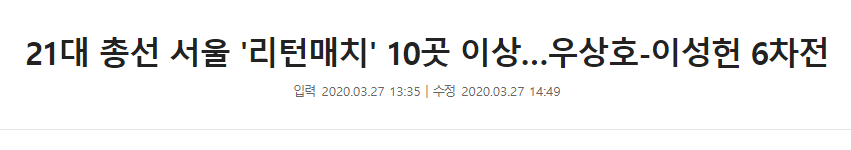 21대 총선 서울 '리턴매치' 10곳 이상…우상호-이성헌 6차전
입력 2020.03.27 13:35 | 수정 2020.03.27 14:49